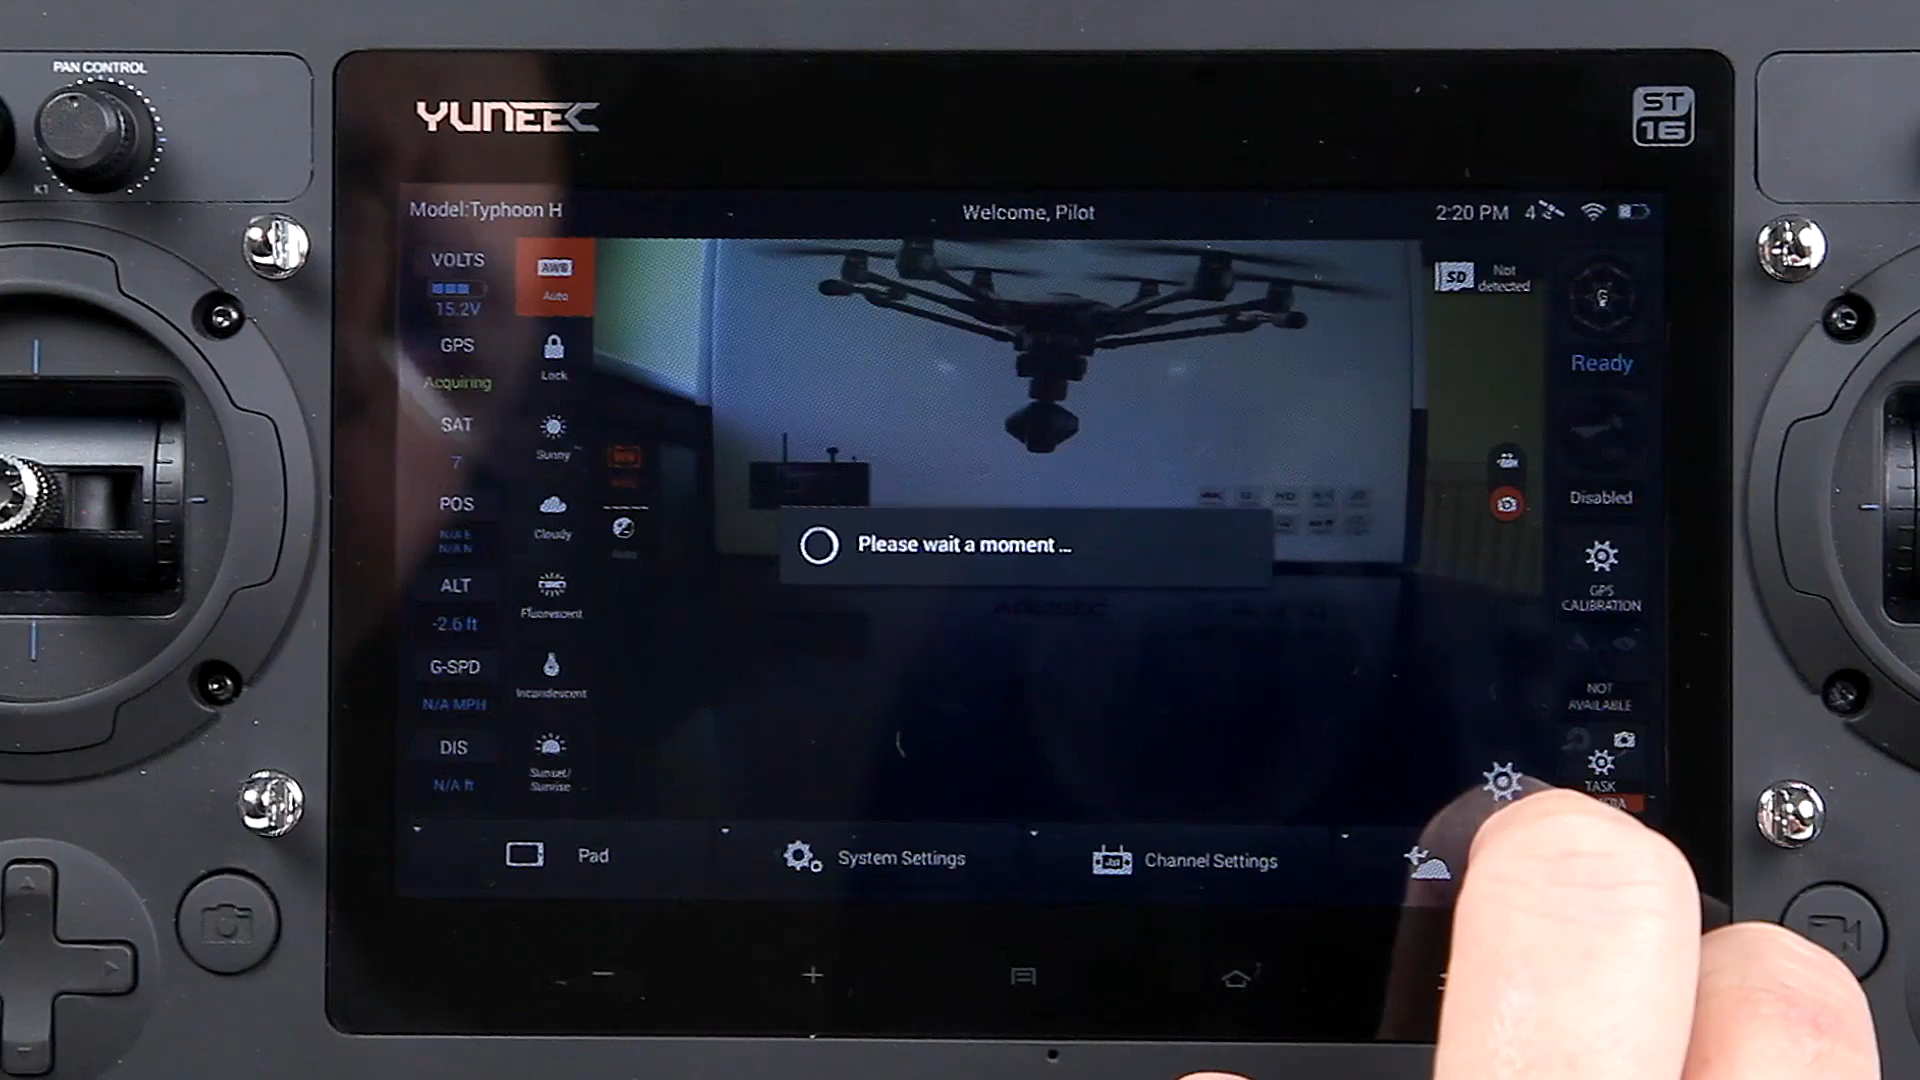 PAN CONTROL
K1
YUNEEC
ST
16
Model:Typhoon H
Welcome, Pilot
2:20 PM
4
VOLTS
15.2V
GPS
Acquiring
SAT
7
POS
N/A E
N/A N
ALT
-2.6 ft
G-SPD
N/A MPH
DIS
N/A ft
AWB
Auto
Lock
Sunny
Cloudy
Fluorescent
Incandescent
Sunset/
Sunrise
SD
Not
detected
Please wait a moment ...
Ready
Disabled
GPS
CALIBRATION
NOT
AVAILABLE
TASK
Pad
System Settings
Channel Settings